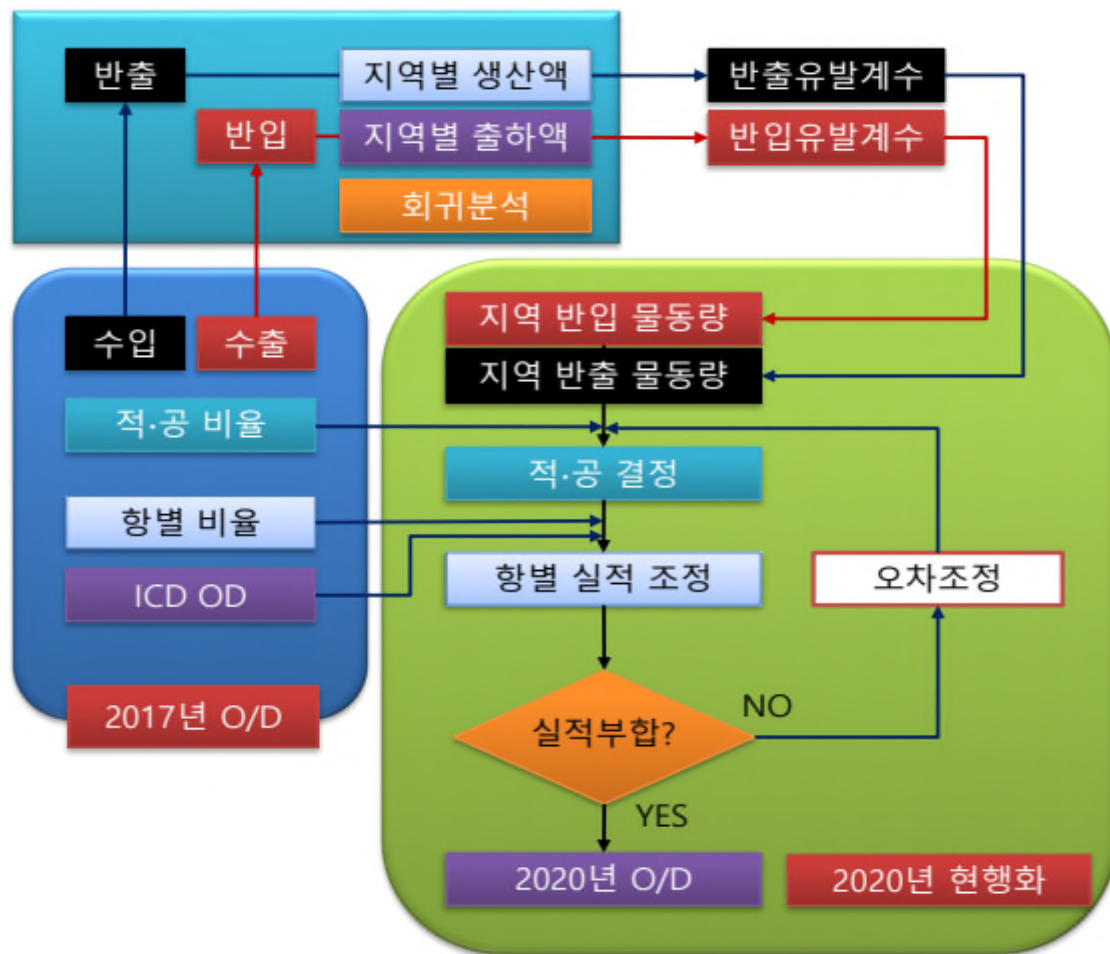 반출
지역별 생산액
반출유발계수
반입
지역별 출하액
반입유발계수
회귀분석
수입
수출
적·공 비율
항별 비율
ICD OD
2017년 O/D
지역 반입 물동량
지역 반출 물동량
적·공 결정
항별 실적 조정
오차조정
실적부합?
NO
YES
2020년 O/D
2020년 현행화